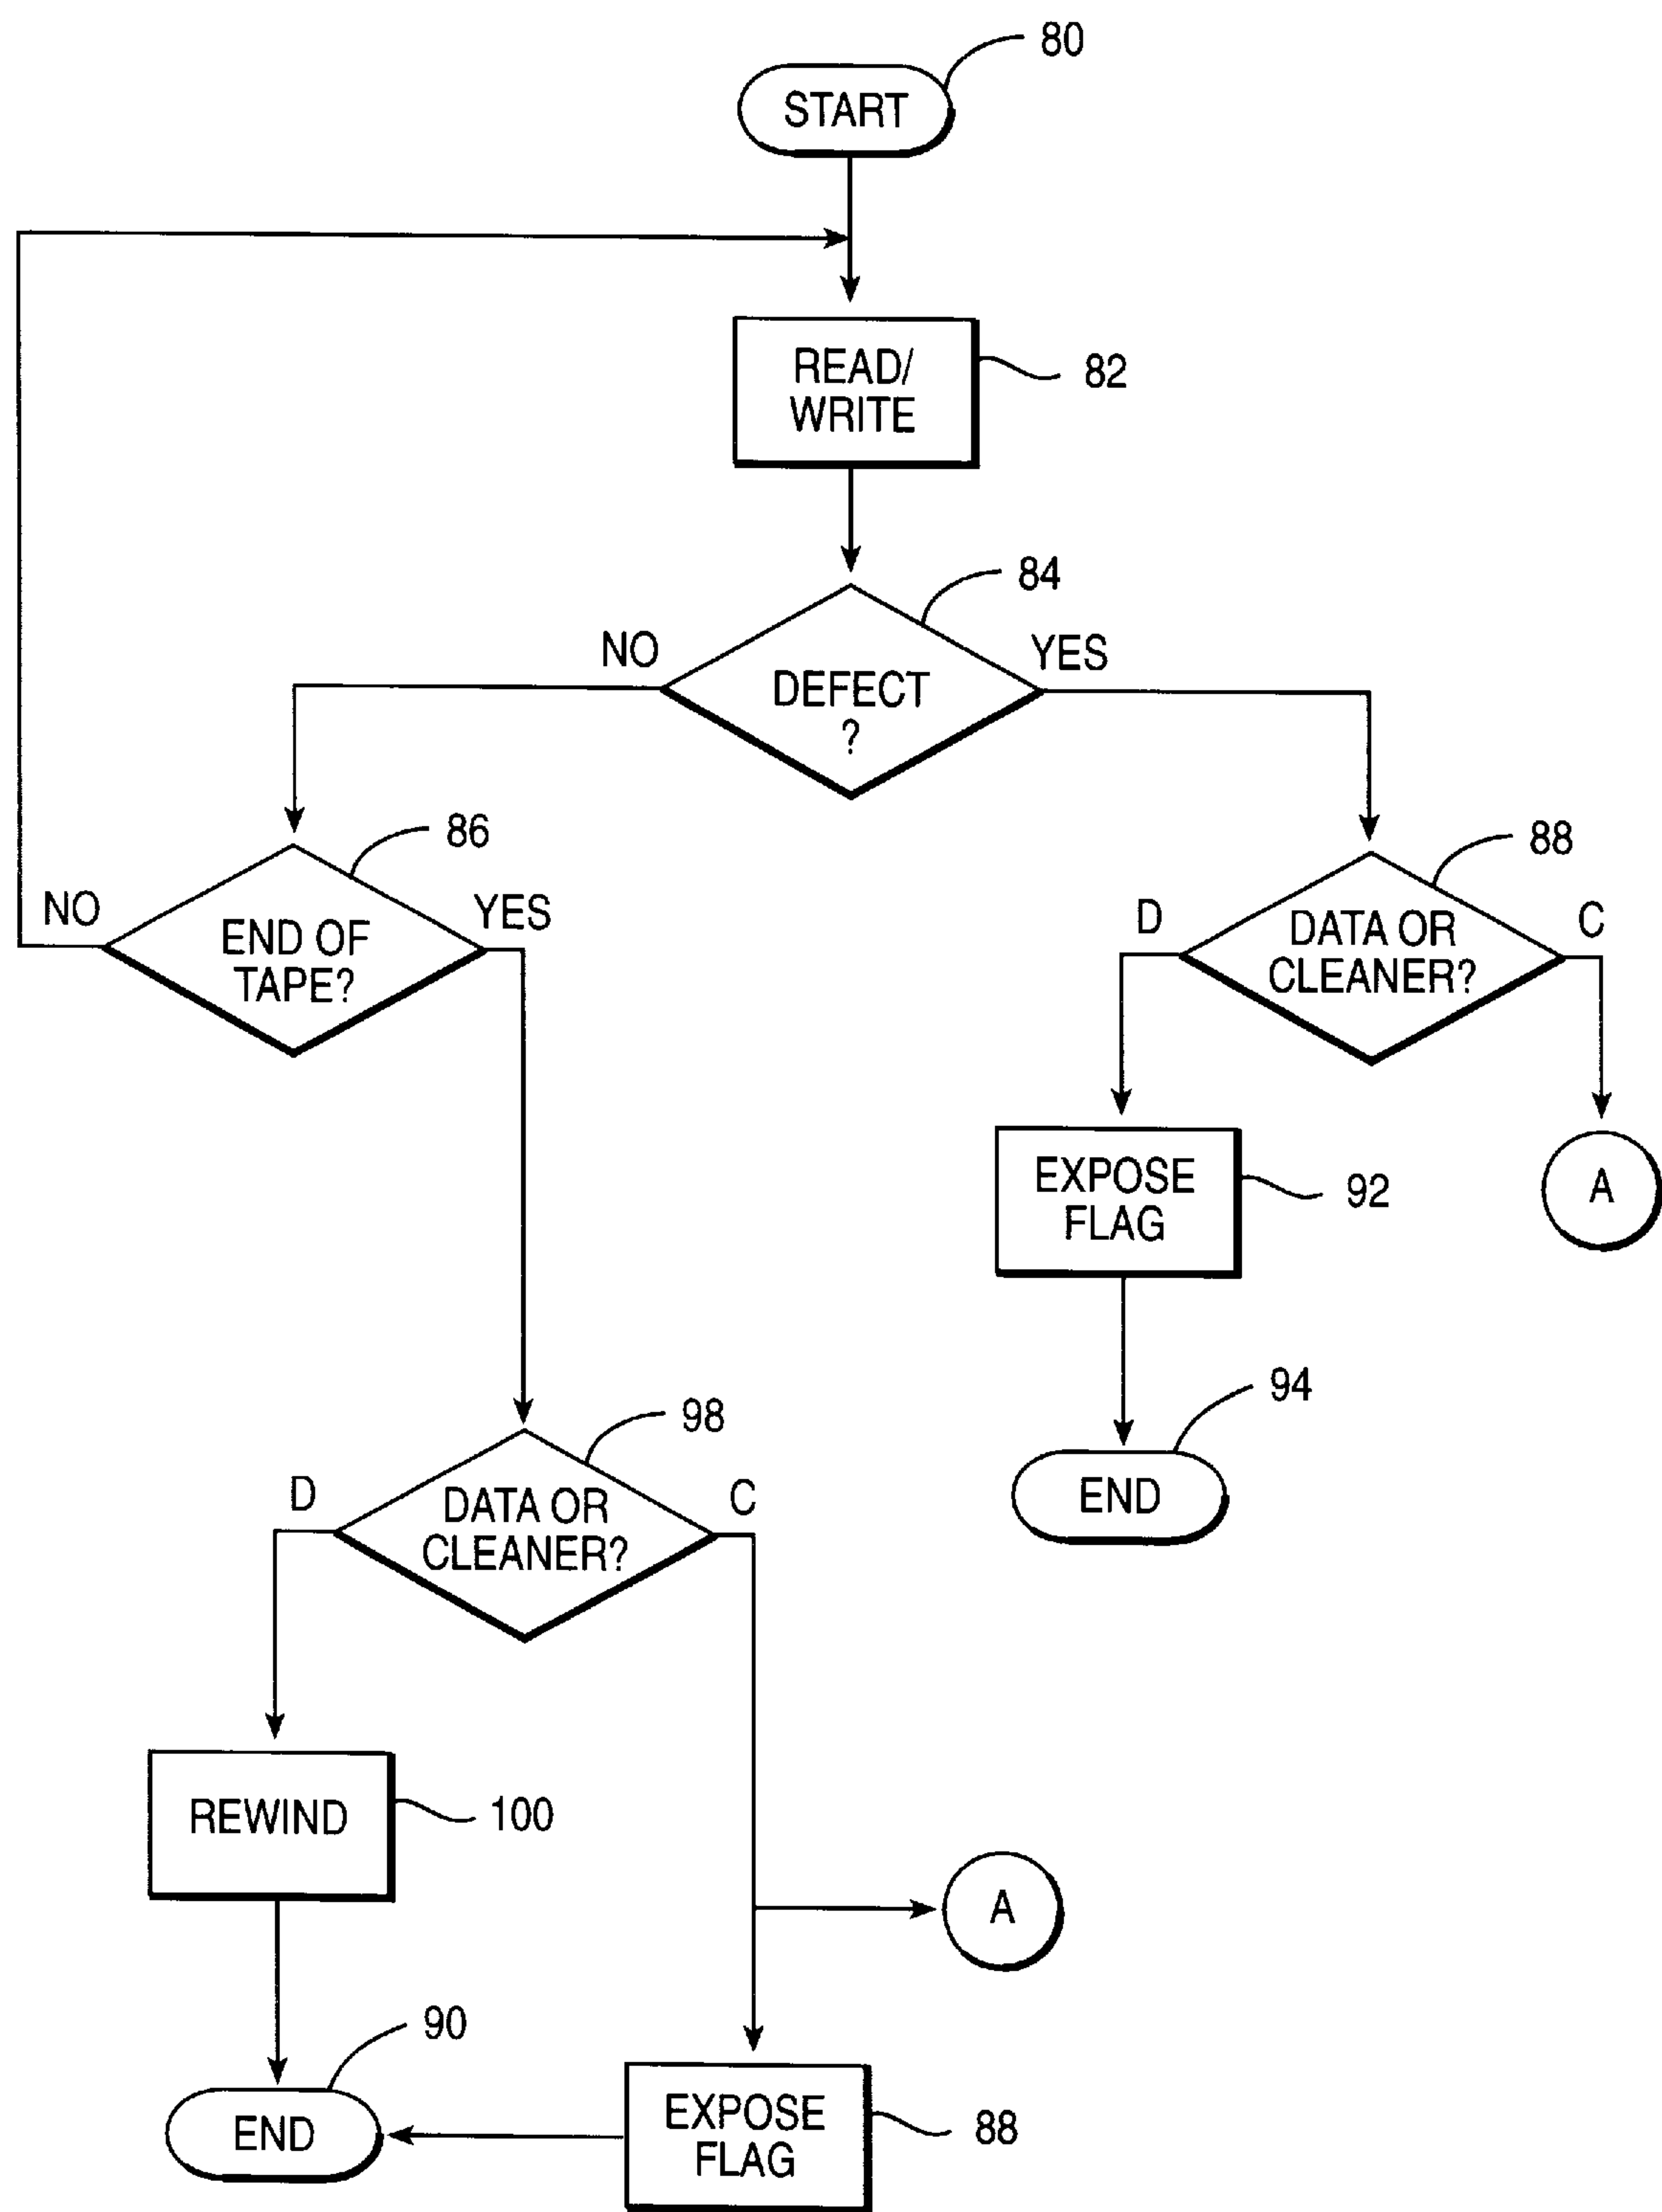 80
START
READ/
WRITE
82
84
NO
YES
DEFECT
?
86
88
NO
YES
D
C
END OF
TAPE?
DATA OR
CLEANER?
EXPOSE
FLAG
92
A
94
98
END
D
C
DATA OR
CLEANER?
REWIND
100
A
90
END
EXPOSE
FLAG
88